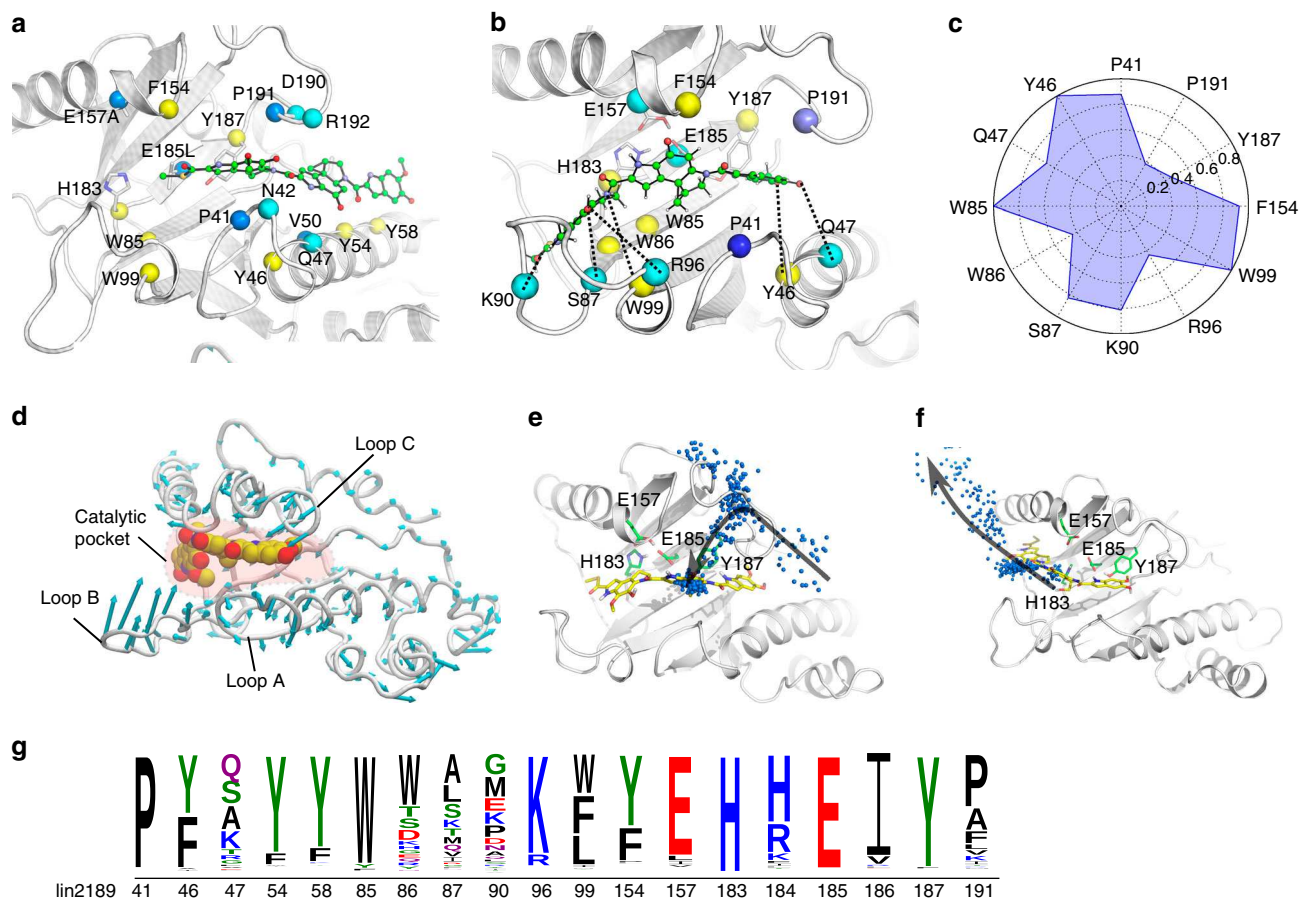 a
F154
E157A
P191
D190
Y187
R192
E185L
H183
N42
P41
V50
Y54
Y58
W85
Q47
W99
Y46
b
F154
E157
Y187
P191
E185
H183
W85
P41
W86
Q47
R96
K90
S87
W99
Y46
c
P41
Y46
P191
Q47
Y187
0.2 0.4 0.6 0.8
W85
F154
W86
W99
S87
R96
K90
d
Loop C
Catalytic
pocket
Loop B
Loop A
e
E157
E185
H183
Y187
f
E157
E185
Y187
H183
g
P Y Q Y Y W W A G K W Y E H H E I Y P
F S F F T L M R F F R V A
A D S E L
K K
lin2189 41 46 47 54 58 85 86 87 90 96 99 154 157 183 184 185 186 187 191